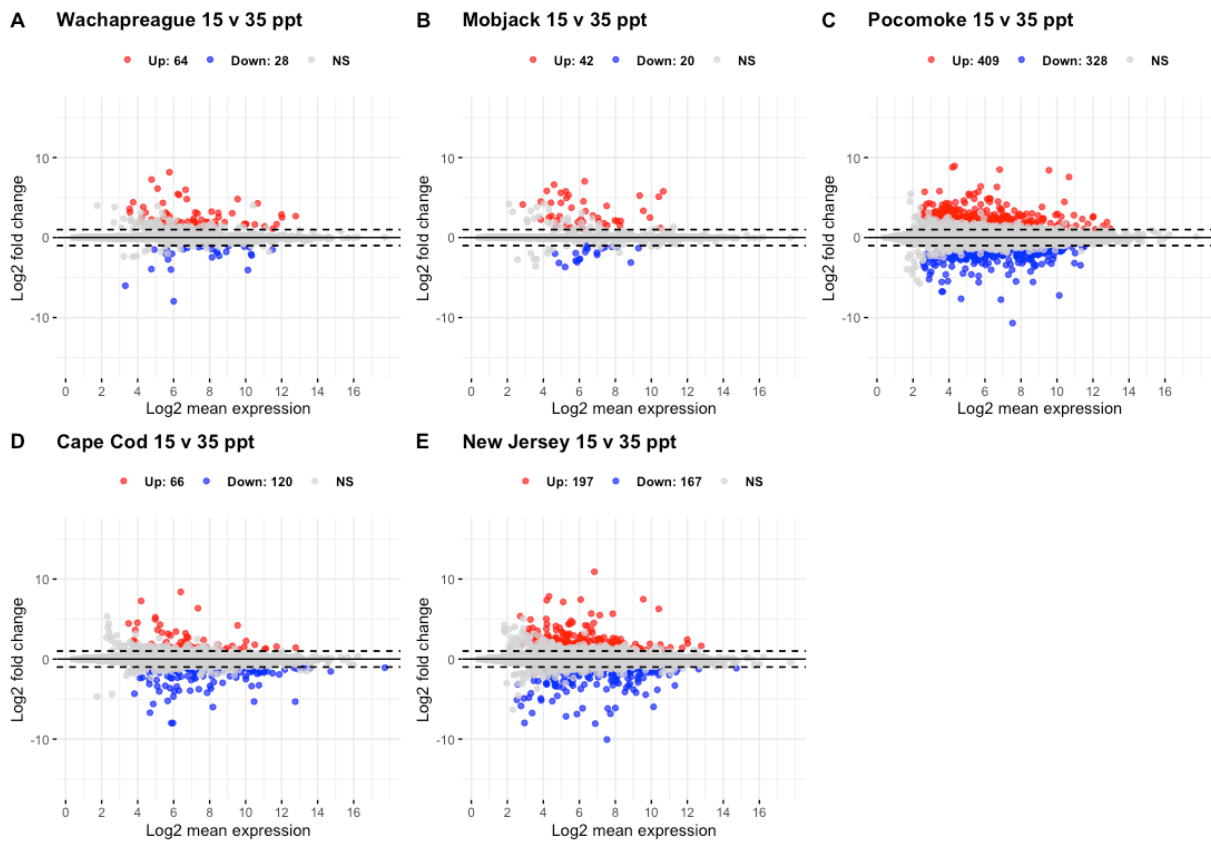 A Wachapreague 15 v 35 ppt
Up: 64 Down: 28 NS
10
0
-10
Log2 fold change
0 2 4 6 8 10 12 14 16
Log2 mean expression
B Mobjack 15 v 35 ppt
Up: 42 Down: 20 NS
10
0
-10
Log2 fold change
0 2 4 6 8 10 12 14 16
Log2 mean expression
C Pocomoke 15 v 35 ppt
Up: 409 Down: 328 NS
10
0
-10
Log2 fold change
0 2 4 6 8 10 12 14 16
Log2 mean expression
D Cape Cod 15 v 35 ppt
Up: 66 Down: 120 NS
10
0
-10
Log2 fold change
0 2 4 6 8 10 12 14 16
Log2 mean expression
E New Jersey 15 v 35 ppt
Up: 197 Down: 167 NS
10
0
-10
Log2 fold change
0 2 4 6 8 10 12 14 16
Log2 mean expression